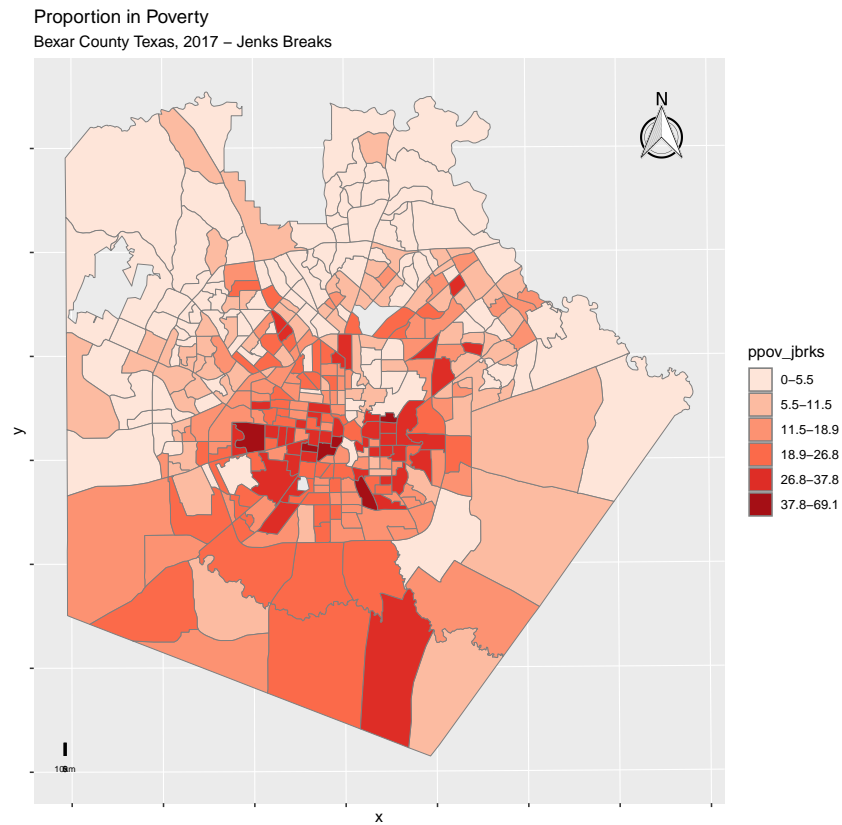 Proportion in Poverty
Bexar County Texas, 2017 – Jenks Breaks
N
y
ppov_jbrks
0–5.5
5.5–11.5
11.5–18.9
18.9–26.8
26.8–37.8
37.8–69.1
x